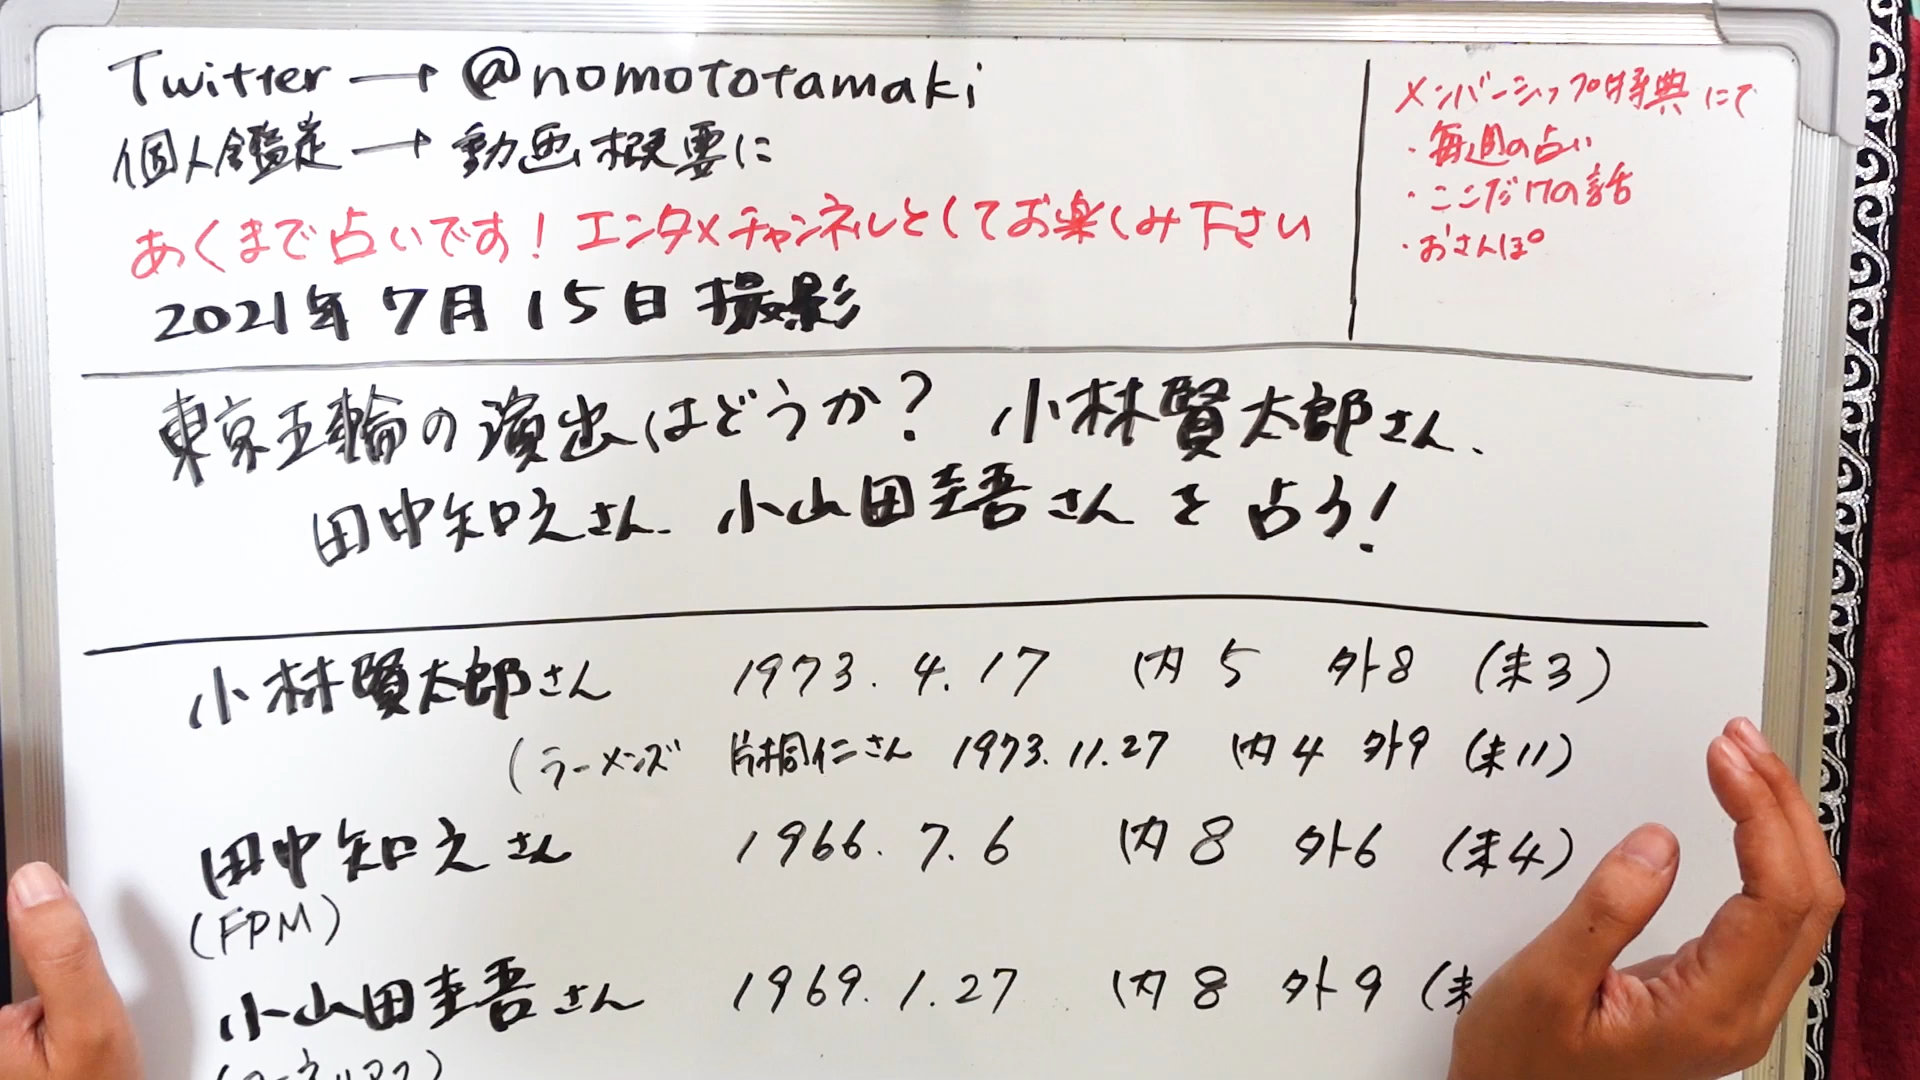 Twitter → @nomototamaki
個人鑑定 → 動画概要に
あくまで占いです！エンタメチャンネルとしてお楽しみ下さい
2021年7月15日撮影
メンバーシップ特典にて
・毎週の占い
・ここだけの話
・おさんぽ
東京五輪の演出はどうか？ 小林賢太郎さん、
田中知之さん、小山田圭吾さんを占う！
小林賢太郎さん 1973.4.17 内5 外8 (未3)
(ラーメンズ 片桐仁さん 1973.11.27 内4 外9 (未11)
田中知之さん 1966.7.6 内8 外6 (未4)
(FPM)
小山田圭吾さん 1969.1.27 内8 外9 (未